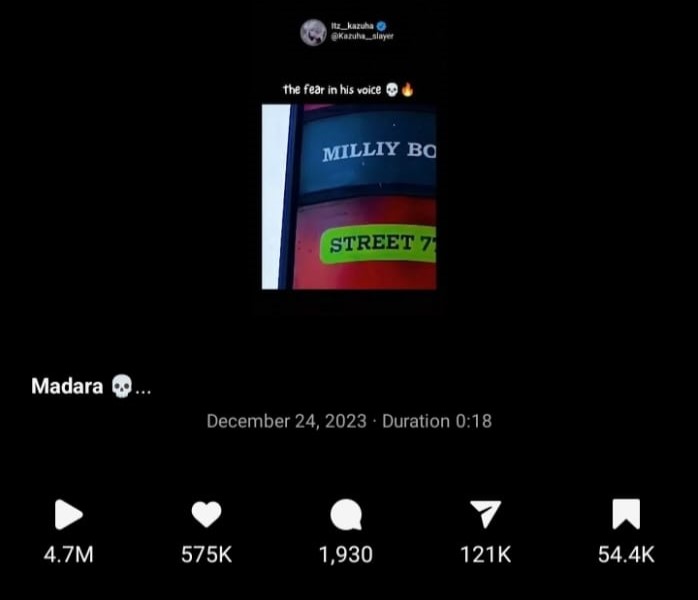 Itz__kazuha
@Kazuha__slayer
the fear in his voice 💀🔥
MILLIY BO
STREET 77
Madara 💀...
December 24, 2023 · Duration 0:18
4.7M 575K 1,930 121K 54.4K